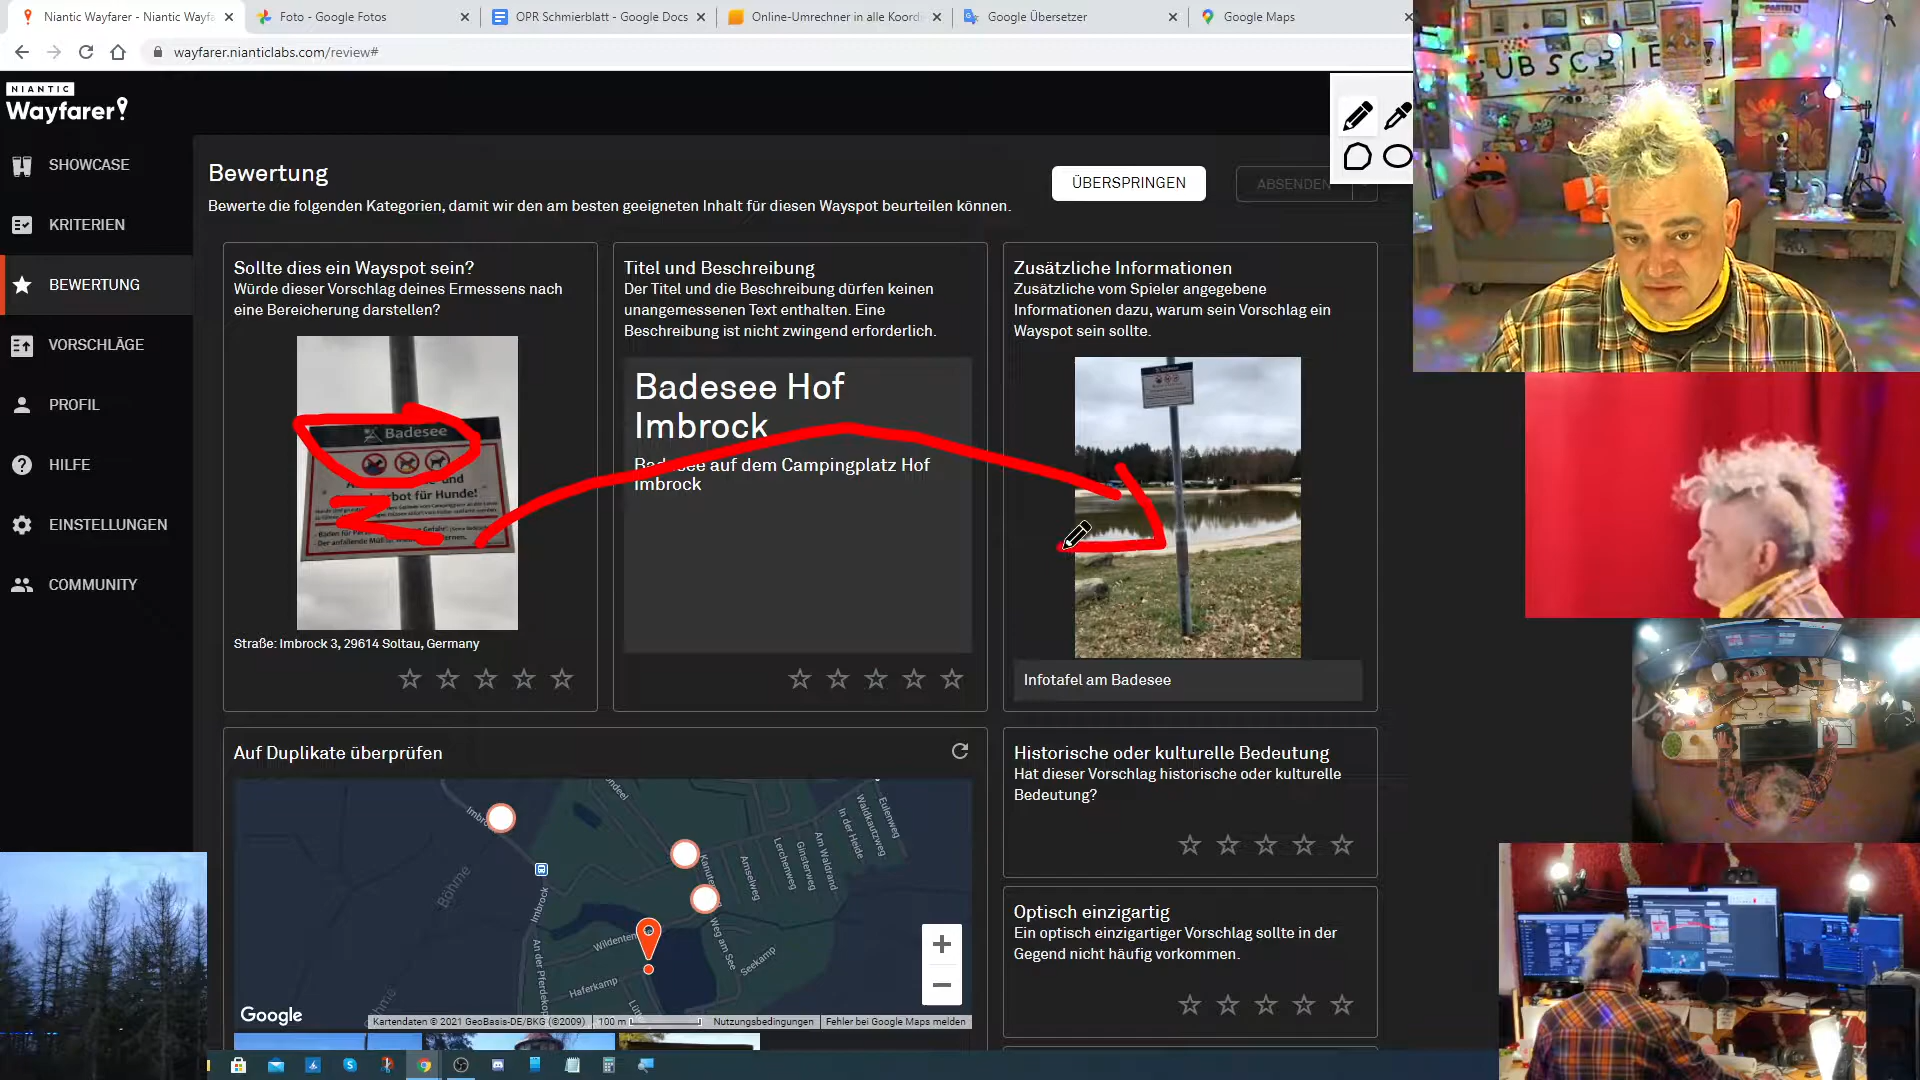 Niantic Wayfarer - Niantic Wayfa
Foto - Google Fotos
OPR Schmierblatt - Google Docs
Online-Umrechner in alle Koord
Google Übersetzer
Google Maps
wayfarer.nianticlabs.com/review#
NIANTIC
Wayfarer
SHOWCASE
KRITERIEN
BEWERTUNG
VORSCHLÄGE
PROFIL
HILFE
EINSTELLUNGEN
COMMUNITY
Bewertung
Bewerte die folgenden Kategorien, damit wir den am besten geeigneten Inhalt für diesen Wayspot beurteilen können.
ÜBERSPRINGEN
ABSENDEN
Sollte dies ein Wayspot sein?
Würde dieser Vorschlag deines Ermessens nach
eine Bereicherung darstellen?
Badesee
und
bot für Hunde!
Straße: Imbrock 3, 29614 Soltau, Germany
Titel und Beschreibung
Der Titel und die Beschreibung dürfen keinen
unangemessenen Text enthalten. Eine
Beschreibung ist nicht zwingend erforderlich.
Badesee Hof
Imbrock
Badesee auf dem Campingplatz Hof
Imbrock
Zusätzliche Informationen
Zusätzliche vom Spieler angegebene
Informationen dazu, warum sein Vorschlag ein
Wayspot sein sollte.
Infotafel am Badesee
Auf Duplikate überprüfen
Böhme
Imbrock
An der Pferdekop
Wildenten
Haferkamp
Weg am See
Seekamp
Amselweg
Lerchenweg
Ginsterweg
Am Waldrand
In der Heide
Waldkauzweg
Eulenweg
Google
Kartendaten © 2021 GeoBasis-DE/BKG (©2009)
100 m
Nutzungsbedingungen
Fehler bei Google Maps melden
Historische oder kulturelle Bedeutung
Hat dieser Vorschlag historische oder kulturelle
Bedeutung?
Optisch einzigartig
Ein optisch einzigartiger Vorschlag sollte in der
Gegend nicht häufig vorkommen.
SUBSCRIBE